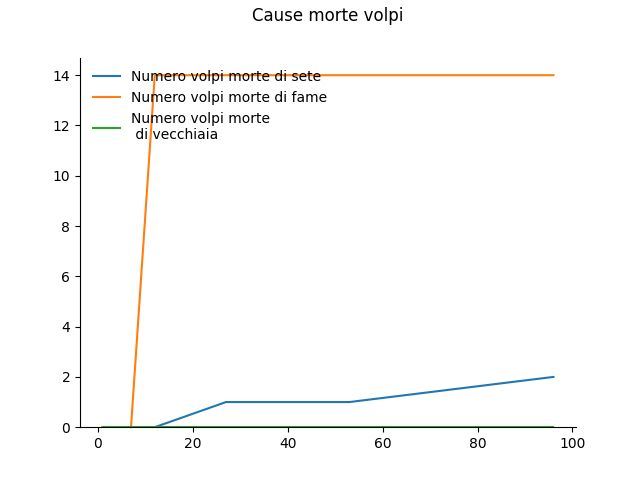 Cause morte volpi
Numero volpi morte di sete
Numero volpi morte di fame
Numero volpi morte
di vecchiaia
14
12
10
8
6
4
2
0
0 20 40 60 80 100